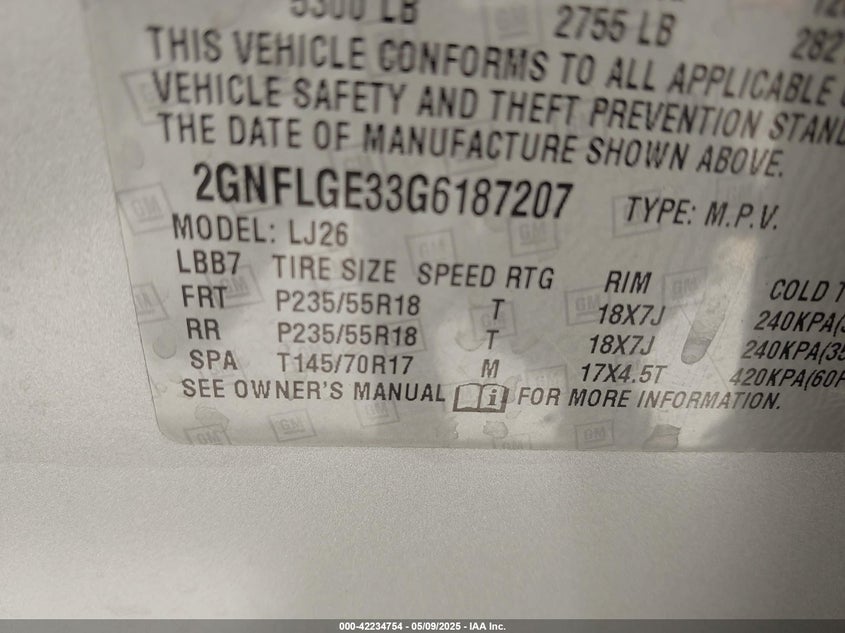 5300 LB 2755 LB
THIS VEHICLE CONFORMS TO ALL APPLICABLE
VEHICLE SAFETY AND THEFT PREVENTION STAN
THE DATE OF MANUFACTURE SHOWN ABOVE.
2GNFLGE33G6187207 TYPE: M.P.V.
MODEL: LJ26
LBB7 TIRE SIZE SPEED RTG RIM COLD
FRT P235/55R18 T 18X7J 240KPA(
RR P235/55R18 T 18X7J 240KPA(
SPA T145/70R17 M 17X4.5T 420KPA(60
SEE OWNER'S MANUAL i FOR MORE INFORMATION.
GM
000-42234754 - 05/09/2025 - IAA Inc.